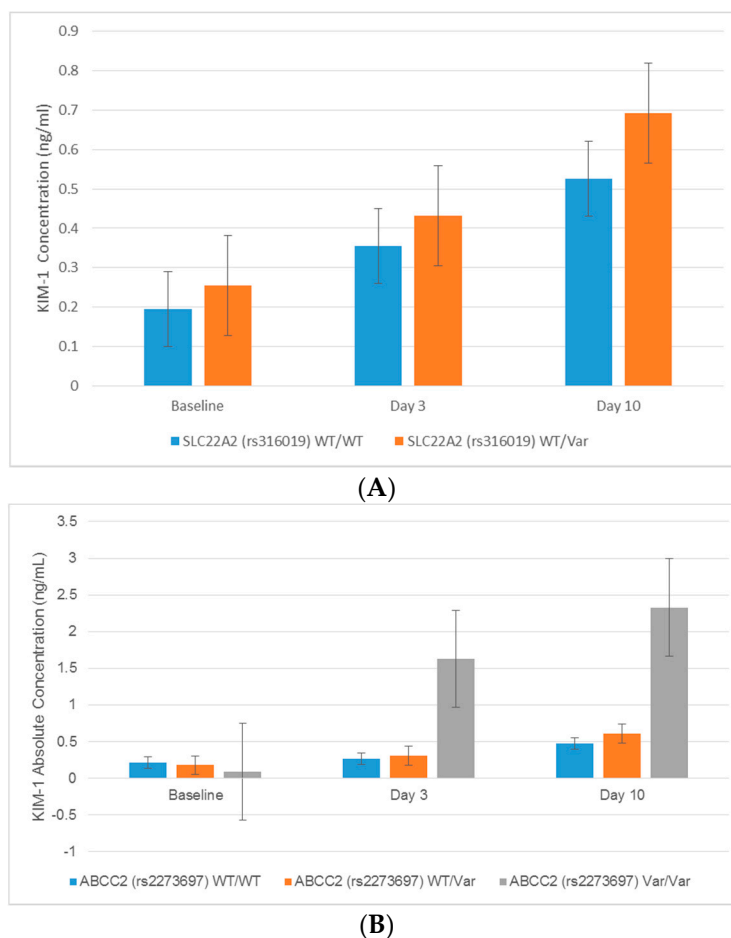 0.9
0.8
0.7
0.6
0.5
0.4
0.3
0.2
0.1
0
KIM-1 Concentration (ng/ml)
Baseline Day 3 Day 10
SLC22A2 (rs316019) WT/WT SLC22A2 (rs316019) WT/Var
(A)
3.5
3
2.5
2
1.5
1
0.5
0
-0.5
-1
KIM-1 Absolute Concentration (ng/mL)
Baseline Day 3 Day 10
ABCC2 (rs2273697) WT/WT ABCC2 (rs2273697) WT/Var ABCC2 (rs2273697) Var/Var
(B)